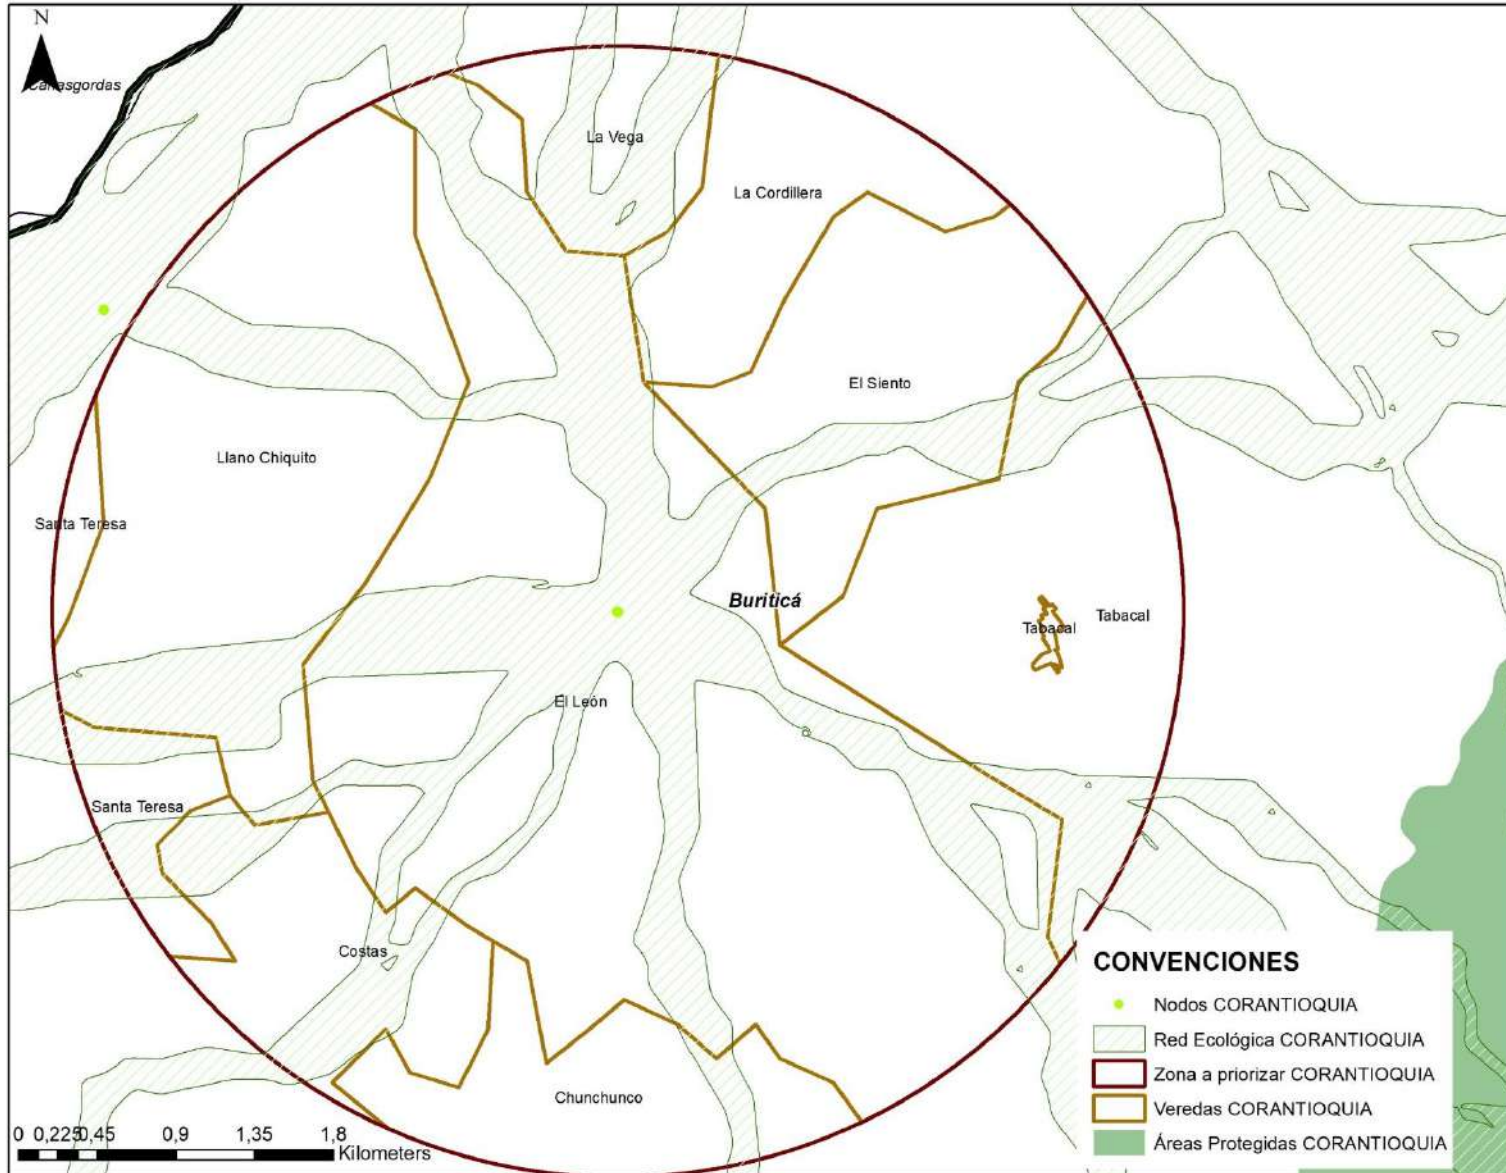 N
Cañasgordas
La Vega
La Cordillera
El Siento
Llano Chiquito
Santa Teresa
Buriticá
Tabacal
Tabacal
El León
Santa Teresa
Costas
Chunchunco
CONVENCIONES
Nodos CORANTIOQUIA
Red Ecológica CORANTIOQUIA
Zona a priorizar CORANTIOQUIA
Veredas CORANTIOQUIA
Áreas Protegidas CORANTIOQUIA
0 0,225 0,45 0,9 1,35 1,8
Kilometers